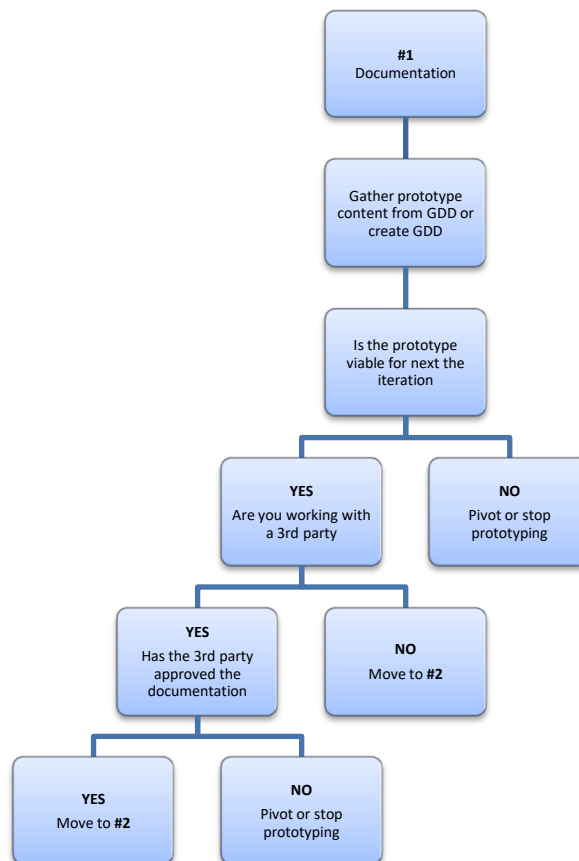 #1
Documentation
Gather prototype
content from GDD or
create GDD
Is the prototype
viable for next the
iteration
YES
Are you working with
a 3rd party
NO
Pivot or stop
prototyping
YES
Has the 3rd party
approved the
documentation
NO
Move to #2
YES
Move to #2
NO
Pivot or stop
prototyping